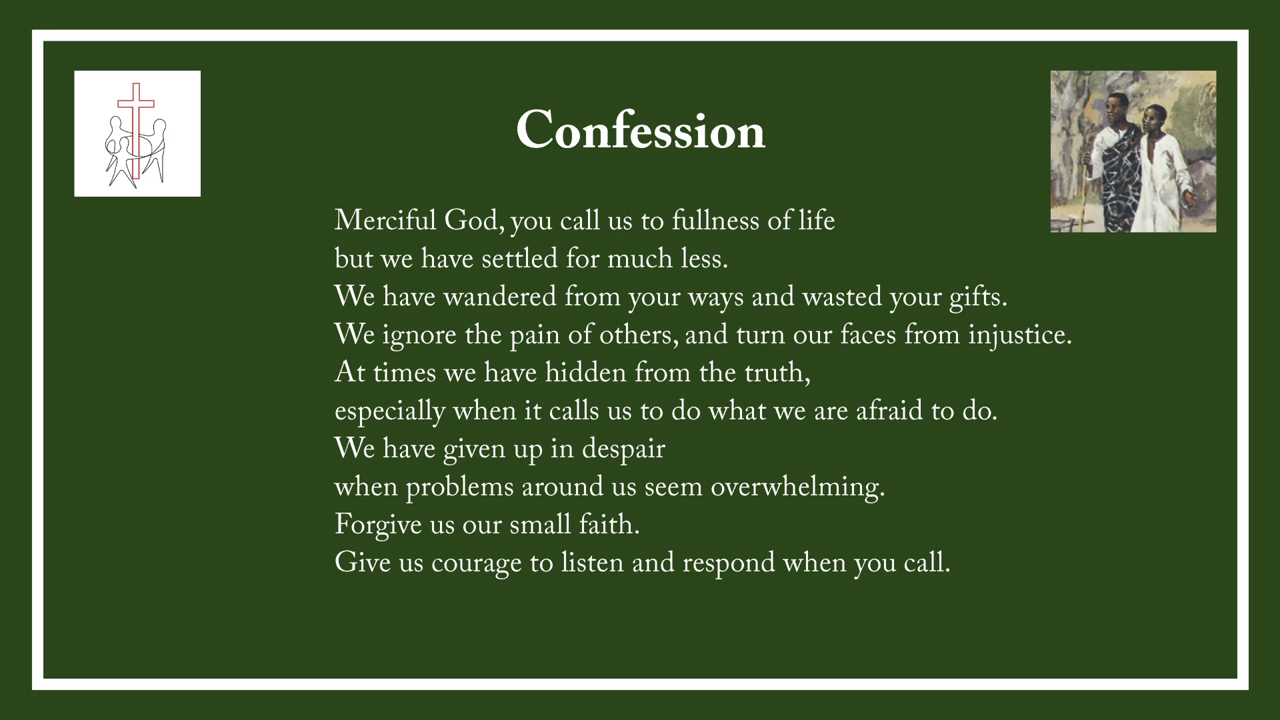 Confession
Merciful God, you call us to fullness of life
but we have settled for much less.
We have wandered from your ways and wasted your gifts.
We ignore the pain of others, and turn our faces from injustice.
At times we have hidden from the truth,
especially when it calls us to do what we are afraid to do.
We have given up in despair
when problems around us seem overwhelming.
Forgive us our small faith.
Give us courage to listen and respond when you call.